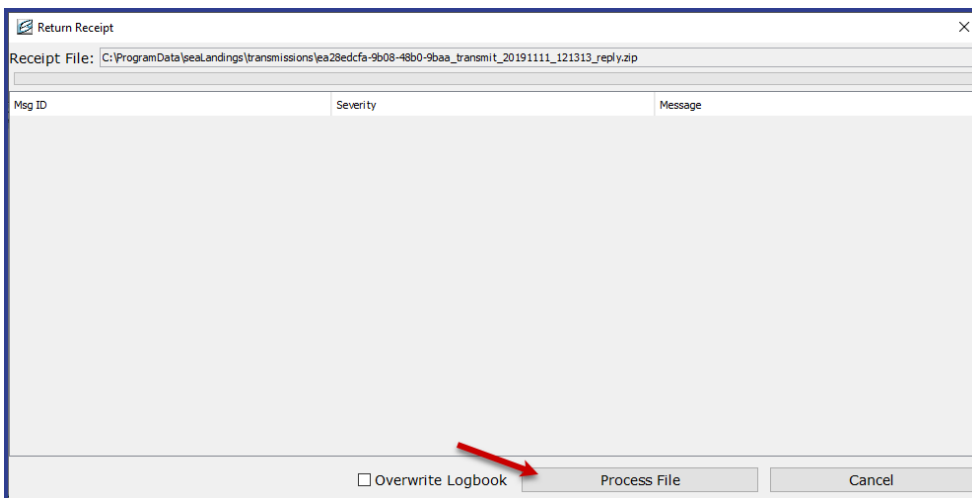 Return Receipt
Receipt File: C:\ProgramData\seaLandings\transmissions\ea28edcfa-9b08-48b0-9baa_transmit_20191111_121313_reply.zip
Msg ID Severity Message
Overwrite Logbook Process File Cancel